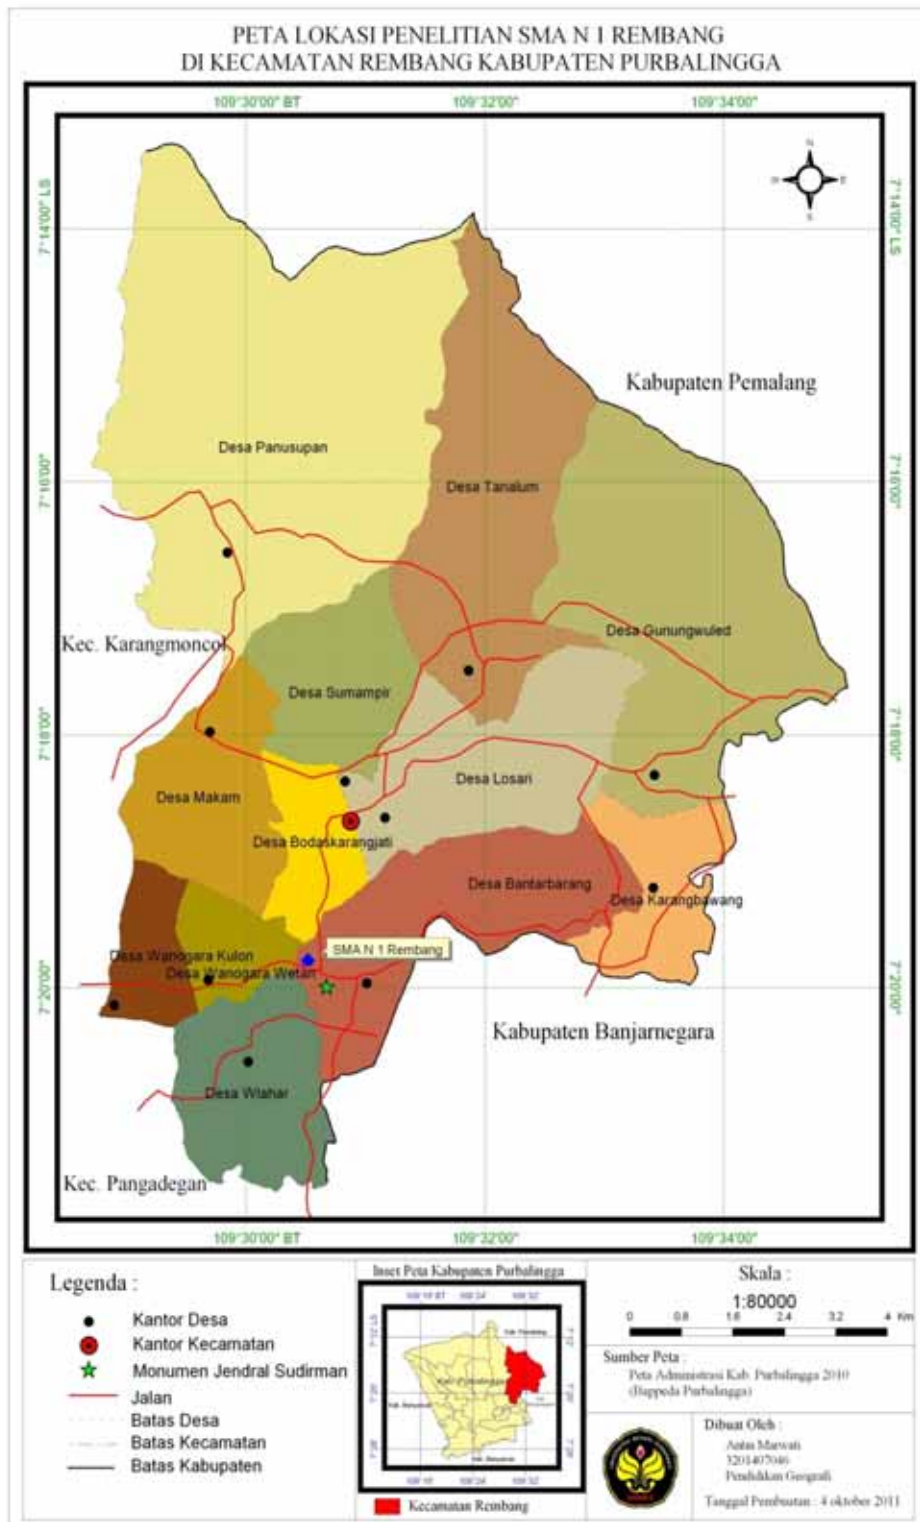 PETA LOKASI PENELITIAN SMA N 1 REMBANG
DI KECAMATAN REMBANG KABUPATEN PURBALINGGA
109°30'00" BT
109°32'00"
109°34'00"
7°14'00" LS
7°16'00"
7°18'00"
7°20'00"
7°14'00" LS
7°16'00"
7°18'00"
7°20'00"
N
E
S
Kabupaten Pemalang
Desa Panusupan
Desa Tanalum
Desa Gunungwuled
Kec. Karangmoncol
Desa Sumampir
Desa Losari
Desa Makam
Desa Bodaskarangjati
Desa Bantarbarang
Desa Karangbawang
SMA N 1 Rembang
Desa Wanogara Kulon
Desa Wanogara Wetan
Kabupaten Banjarnegara
Desa Wlahar
Kec. Pangadegan
109°30'00" BT
109°32'00"
109°34'00"
Legenda :
Kantor Desa
Kantor Kecamatan
Monumen Jendral Sudirman
Jalan
Batas Desa
Batas Kecamatan
Batas Kabupaten
Inset Peta Kabupaten Purbalingga
Kecamatan Rembang
Skala :
1:80000
0 0.8 1.6 2.4 3.2 4 Km
Sumber Peta :
Peta Administrasi Kab. Purbalingga 2010
(Bappeda Purbalingga)
Dibuat Oleh :
Marwati
3201407046
Pendidikan Geografi
Tanggal Pembuatan : 4 oktober 2011